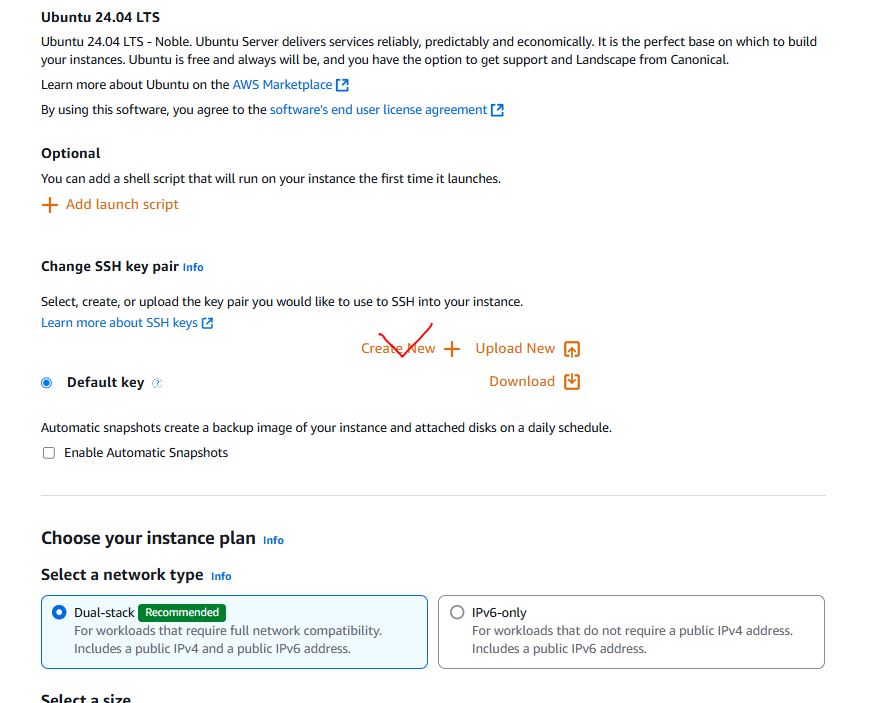 Ubuntu 24.04 LTS
Ubuntu 24.04 LTS - Noble. Ubuntu Server delivers services reliably, predictably and economically. It is the perfect base on which to build
your instances. Ubuntu is free and always will be, and you have the option to get support and Landscape from Canonical.
Learn more about Ubuntu on the AWS Marketplace
By using this software, you agree to the software's end user license agreement
Optional
You can add a shell script that will run on your instance the first time it launches.
+ Add launch script
Change SSH key pair Info
Select, create, or upload the key pair you would like to use to SSH into your instance.
Learn more about SSH keys
Create New + Upload New
Default key ? Download
Automatic snapshots create a backup image of your instance and attached disks on a daily schedule.
Enable Automatic Snapshots
Choose your instance plan Info
Select a network type Info
Dual-stack Recommended
For workloads that require full network compatibility.
Includes a public IPv4 and a public IPv6 address.
IPv6-only
For workloads that do not require a public IPv4 address.
Includes a public IPv6 address.
Select a size